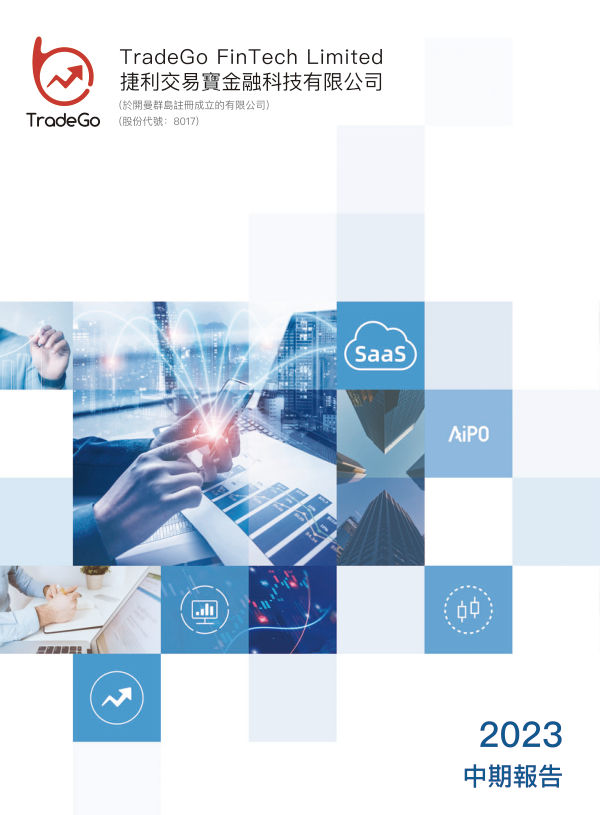 TradeGo
TradeGo FinTech Limited
捷利交易寶金融科技有限公司
(於開曼群島註冊成立的有限公司)
(股份代號：8017)
SaaS
AiPO
2023
中期報告